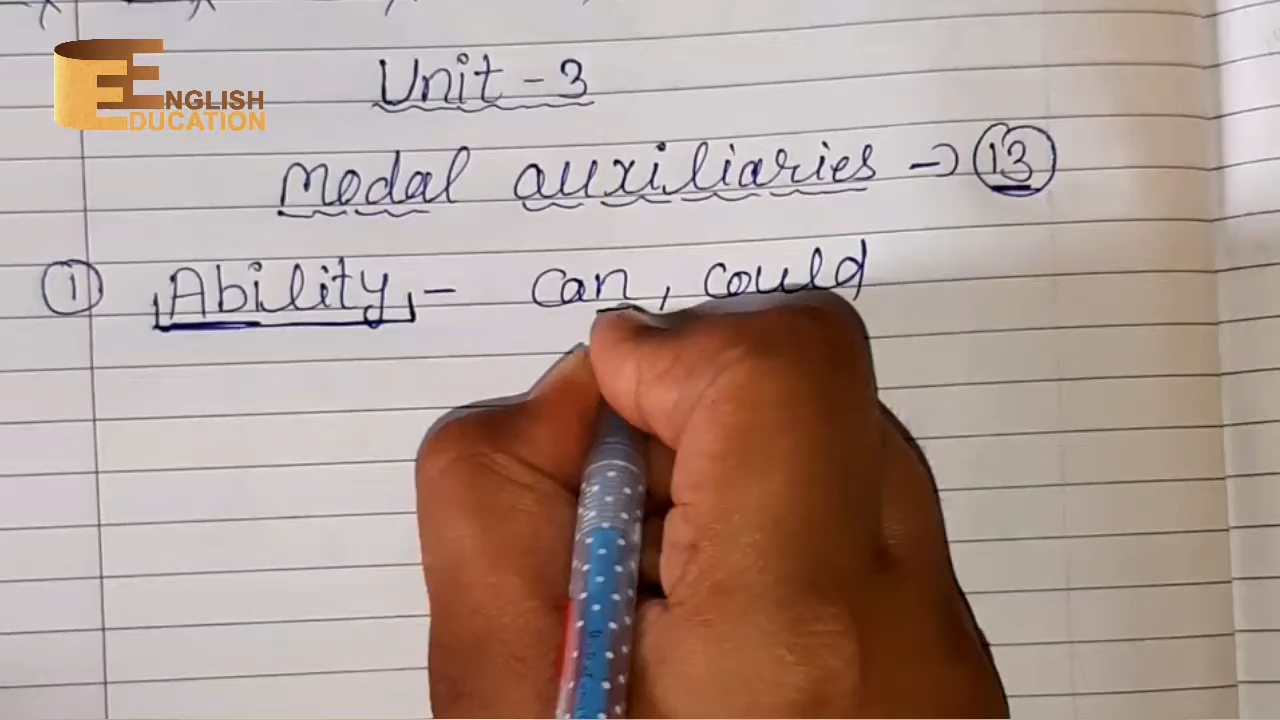 ENGLISH
EDUCATION
Unit - 3
Modal auxiliaries → 13
① Ability - can, could